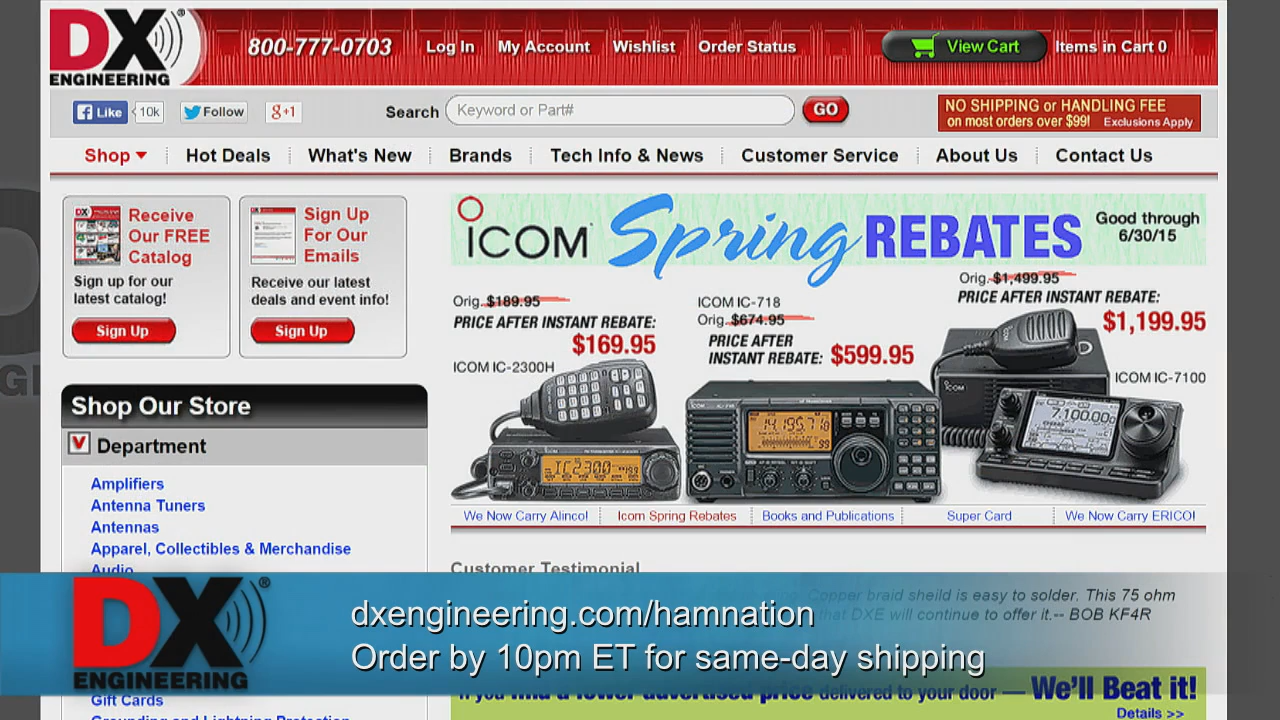 DX
ENGINEERING
800-777-0703
Log In
My Account
Wishlist
Order Status
View Cart
Items in Cart 0
Like
10k
Follow
g+1
Search
Keyword or Part#
GO
NO SHIPPING or HANDLING FEE
on most orders over $99! Exclusions Apply
Shop
Hot Deals
What's New
Brands
Tech Info & News
Customer Service
About Us
Contact Us
Receive
Our FREE
Catalog
Sign up for our
latest catalog!
Sign Up
Sign Up
For Our
Emails
Receive our latest
deals and event info!
Sign Up
ICOM Spring REBATES
Good through
6/30/15
Orig. $189.95
PRICE AFTER INSTANT REBATE:
$169.95
ICOM IC-2300H
ICOM IC-718
Orig. $674.95
PRICE AFTER
INSTANT REBATE: $599.95
Orig. $1,499.95
PRICE AFTER INSTANT REBATE:
$1,199.95
ICOM IC-7100
IC2300
14.195.718
7.100.00
We Now Carry Alinco!
Icom Spring Rebates
Books and Publications
Super Card
We Now Carry ERICO!
Shop Our Store
Department
Amplifiers
Antenna Tuners
Antennas
Apparel, Collectibles & Merchandise
Audio
Customer Testimonial
Copper braid sheild is easy to solder. This 75 ohm
that DXE will continue to offer it.-- BOB KF4R
DX
ENGINEERING
dxengineering.com/hamnation
Order by 10pm ET for same-day shipping
Gift Cards
Grounding and Lightning Protection
If you find a lower advertised price delivered to your door — We'll Beat it!
Details >>